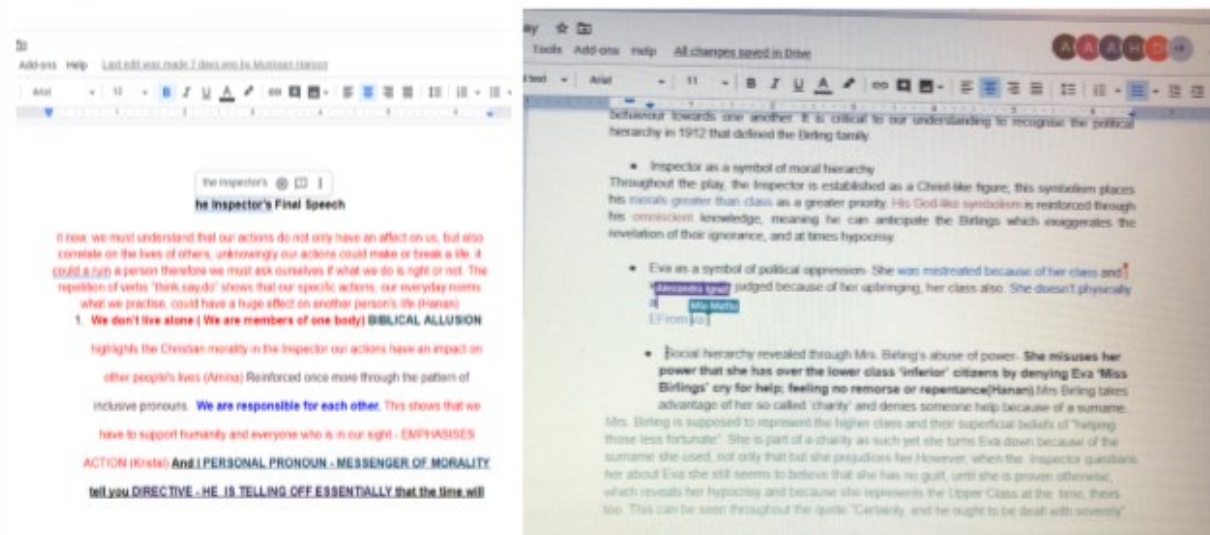 Add-ons Help Last edit was made 7 days ago by Muskaan
Arial 12 B I U A
the Inspector's
he Inspector's Final Speech
it now, we must understand that our actions do not only have an affect on us, but also
correlate on the lives of others, unknowingly our actions could make or break a life, it
could a ruin a person therefore we must ask ourselves if what we do is right or not. The
repetition of verbs "think,say,do" shows that our specific actions, our everyday norms
what we practise, could have a huge effect on another person's life.(Hanan)
1. We don't live alone ( We are members of one body) BIBLICAL ALLUSION
highlights the Christian morality in the Inspector our actions have an impact on
other people's lives (Amina) Reinforced once more through the pattern of
inclusive pronouns. We are responsible for each other. This shows that we
have to support humanity and everyone who is in our sight - EMPHASISES
ACTION (Kristal) And I PERSONAL PRONOUN - MESSENGER OF MORALITY
tell you DIRECTIVE - HE IS TELLING OFF ESSENTIALLY that the time will
ay
Tools Add-ons Help All changes saved in Drive
A A A H
text Arial 11 B I U A
behaviour towards one another. It is critical to our understanding to recognise the political
hierarchy in 1912 that defined the Birling family.
• Inspector as a symbol of moral hierarchy
Throughout the play, the Inspector is established as a Christ-like figure; this symbolism places
his morals greater than class as a greater priority. His God-like symbolism is reinforced through
his omniscient knowledge, meaning he can anticipate the Birlings which exaggerates the
revelation of their ignorance, and at times hypocrisy
• Eva as a symbol of political oppression- She was mistreated because of her class and
Alexandra judged because of her upbringing, her class also. She doesn't physically
a
• Social hierarchy revealed through Mrs. Birling's abuse of power- She misuses her
power that she has over the lower class 'inferior' citizens by denying Eva 'Miss
Birlings' cry for help; feeling no remorse or repentance(Hanan).Mrs Birling takes
advantage of her so called 'charity' and denies someone help because of a surname.
Mrs. Birling is supposed to represent the higher class and their superficial beliefs of "helping
those less fortunate". She is part of a charity as such yet she turns Eva down because of the
surname she used, not only that but she prejudices her.However, when the Inspector questions
her about Eva she still seems to believe that she has no guilt, until she is proven otherwise,
which reveals her hypocrisy and because she represents the Upper Class at the time, theirs
too. This can be seen throughout the quote "Certainly, and he ought to be dealt with severely"